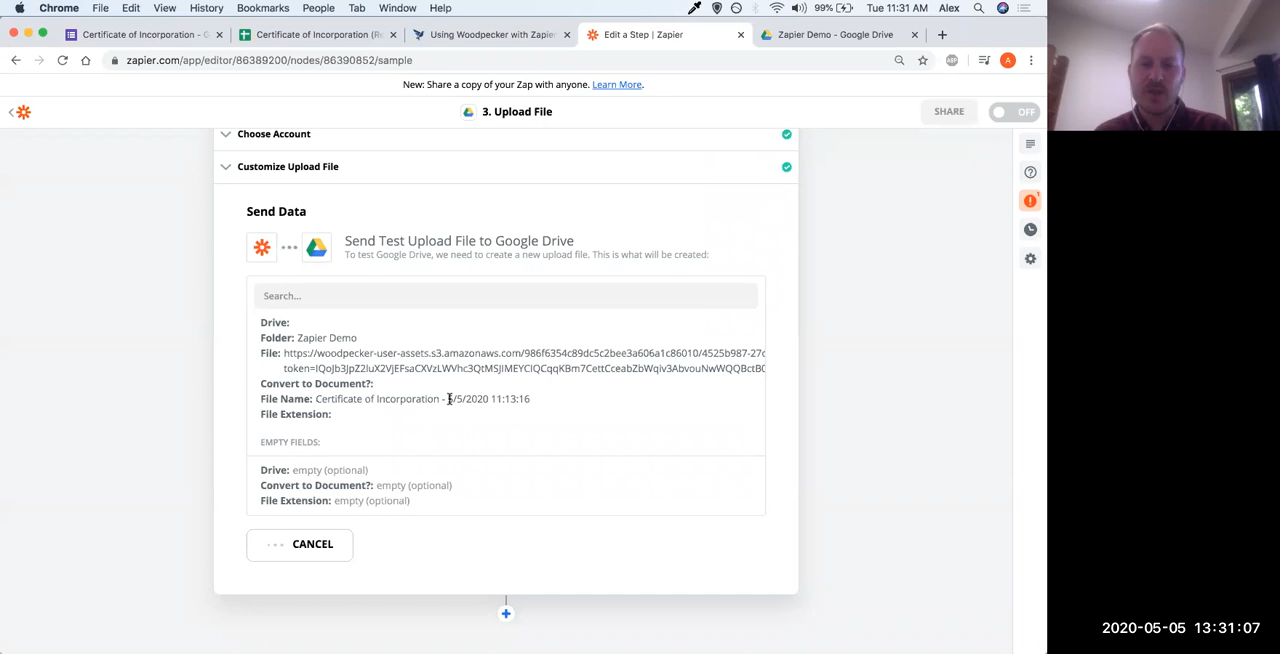 Chrome File Edit View History Bookmarks People Tab Window Help 99% Tue 11:31 AM Alex
Certificate of Incorporation - G
Certificate of Incorporation (Re
Using Woodpecker with Zapier
Edit a Step | Zapier
Zapier Demo - Google Drive
zapier.com/app/editor/86389200/nodes/86390852/sample
ABP
A
New: Share a copy of your Zap with anyone. Learn More.
3. Upload File
SHARE
OFF
Choose Account
Customize Upload File
Send Data
Send Test Upload File to Google Drive
To test Google Drive, we need to create a new upload file. This is what will be created:
Search...
Drive:
Folder: Zapier Demo
File: https://woodpecker-user-assets.s3.amazonaws.com/986f6354c89dc5c2bee3a606a1c86010/4525b987-27c
Convert to Document?:
File Name: Certificate of Incorporation - 5/5/2020 11:13:16
File Extension:
EMPTY FIELDS:
Drive: empty (optional)
Convert to Document?: empty (optional)
File Extension: empty (optional)
CANCEL
2020-05-05 13:31:07